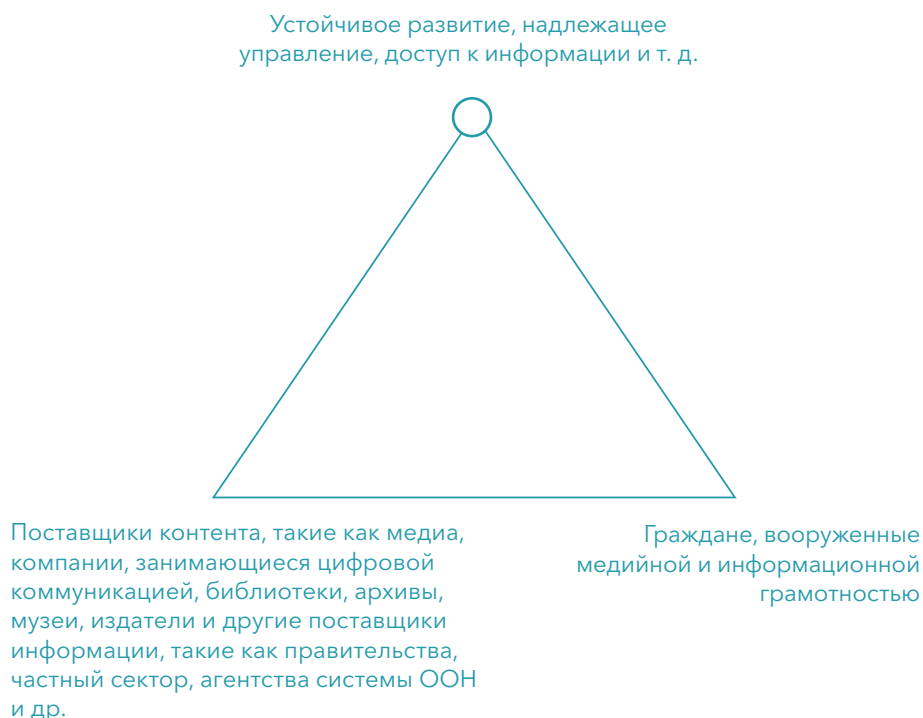 Устойчивое развитие, надлежащее
управление, доступ к информации и т. д.
Поставщики контента, такие как медиа,
компании, занимающиеся цифровой
коммуникацией, библиотеки, архивы,
музеи, издатели и другие поставщики
информации, такие как правительства,
частный сектор, агентства системы ООН
и др.
Граждане, вооруженные
медийной и информационной
грамотностью